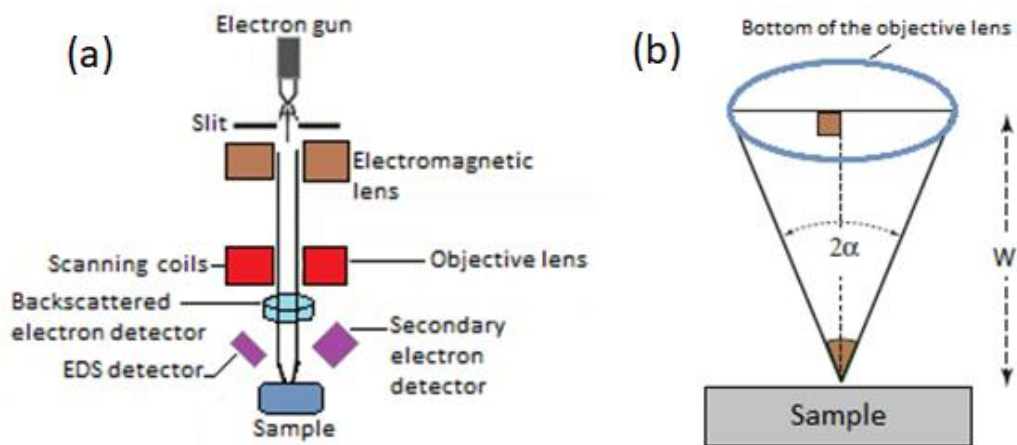 (a)
Electron gun
Slit
Electromagnetic
lens
Scanning coils
Objective lens
Backscattered
electron detector
Secondary
electron
detector
EDS detector
Sample
(b)
Bottom of the objective lens
2α
W
Sample